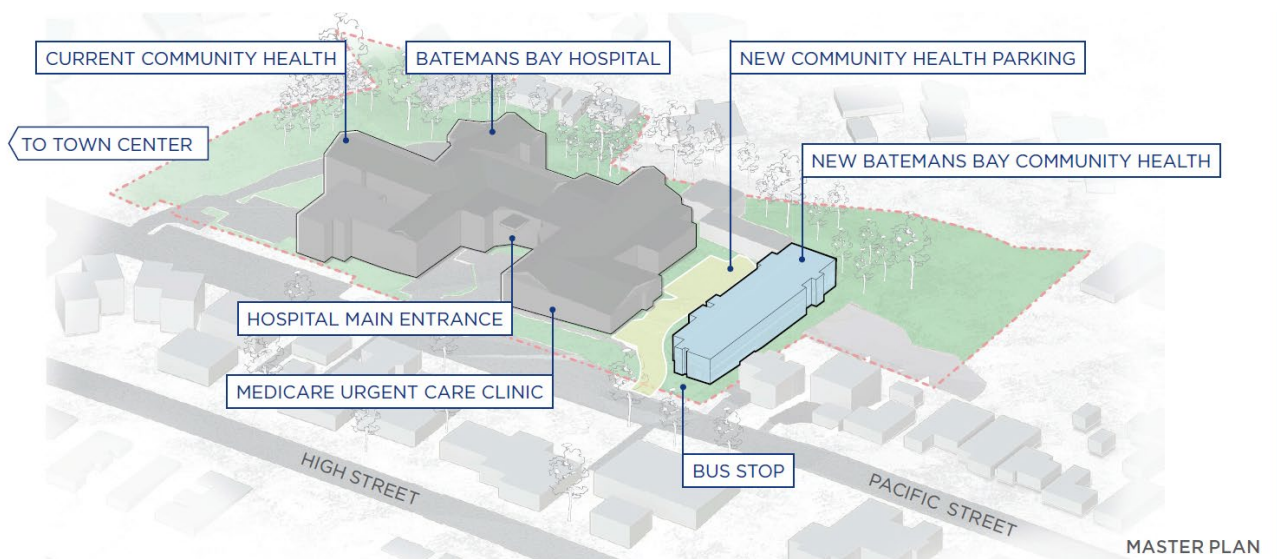 CURRENT COMMUNITY HEALTH
BATEMANS BAY HOSPITAL
NEW COMMUNITY HEALTH PARKING
TO TOWN CENTER
NEW BATEMANS BAY COMMUNITY HEALTH
HOSPITAL MAIN ENTRANCE
MEDICARE URGENT CARE CLINIC
BUS STOP
HIGH STREET
PACIFIC STREET
MASTER PLAN